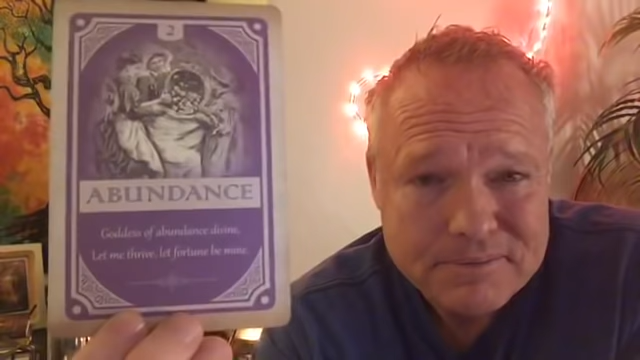 2
ABUNDANCE
Goddess of abundance divine,
Let me thrive, let fortune be mine.